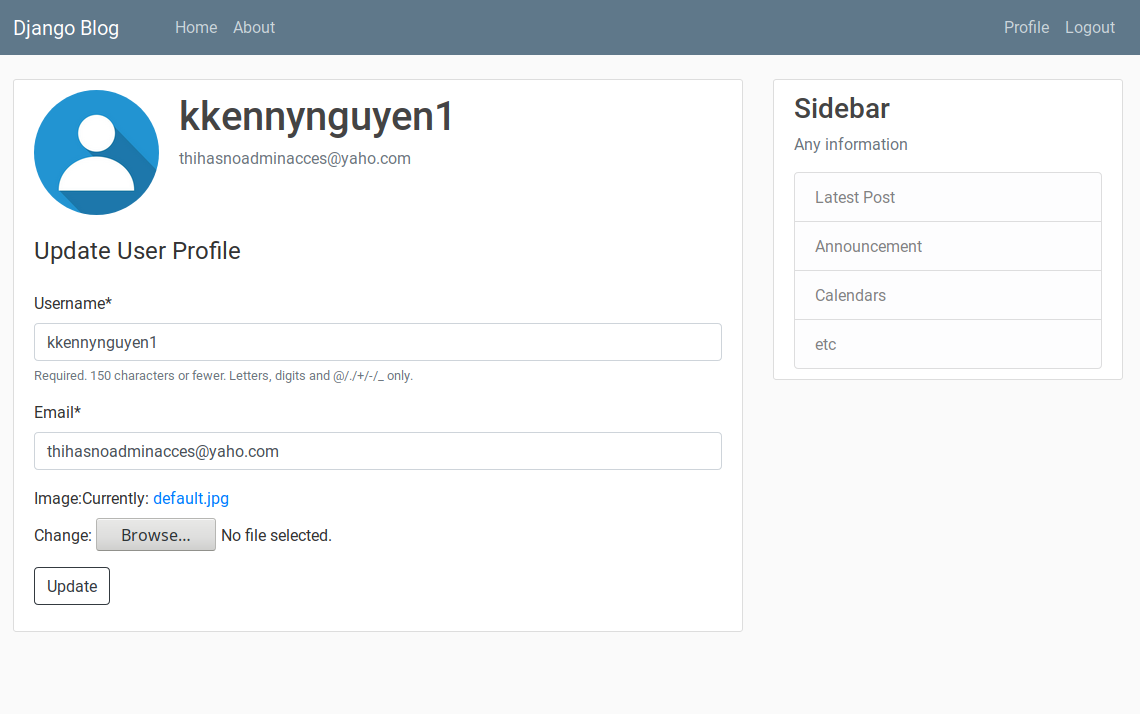 Django Blog Home About Profile Logout
kkennynguyen1
thihasnoadminacces@yaho.com
Update User Profile
Username*
kkennynguyen1
Required. 150 characters or fewer. Letters, digits and @/./+/-/_ only.
Email*
thihasnoadminacces@yaho.com
Image:Currently: default.jpg
Change: Browse... No file selected.
Update
Sidebar
Any information
Latest Post
Announcement
Calendars
etc